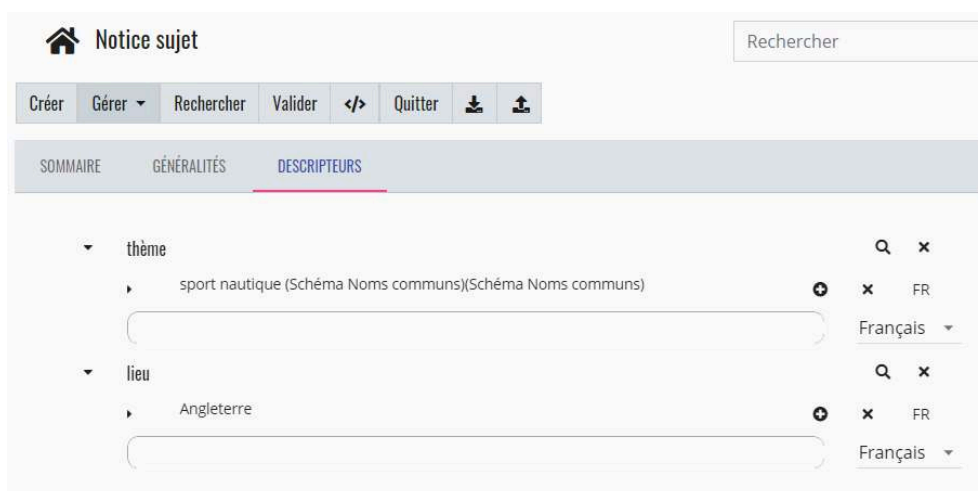 Notice sujet Rechercher
Créer Gérer Rechercher Valider </> Quitter
SOMMAIRE GÉNÉRALITÉS DESCRIPTEURS
thème
sport nautique (Schéma Noms communs)(Schéma Noms communs) FR
Français
lieu
Angleterre FR
Français